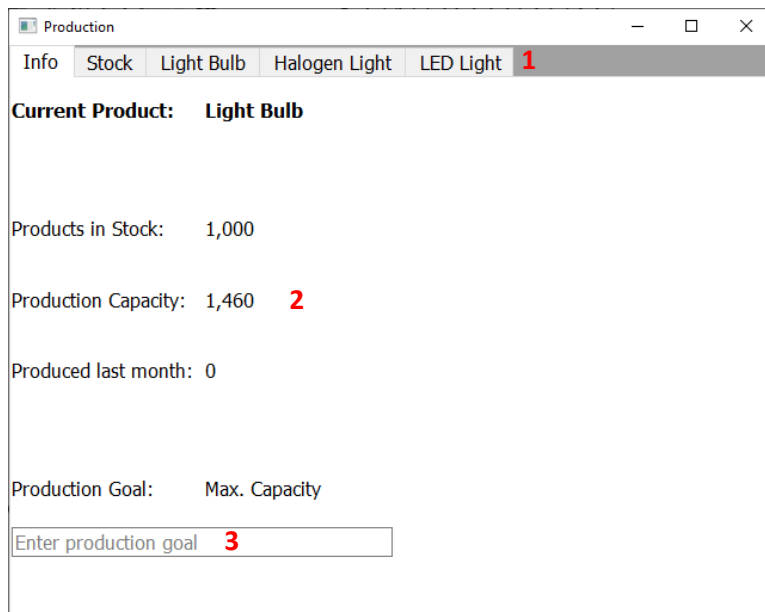 Production
Info Stock Light Bulb Halogen Light LED Light 1
Current Product: Light Bulb
Products in Stock: 1,000
Production Capacity: 1,460 2
Produced last month: 0
Production Goal: Max. Capacity
Enter production goal 3